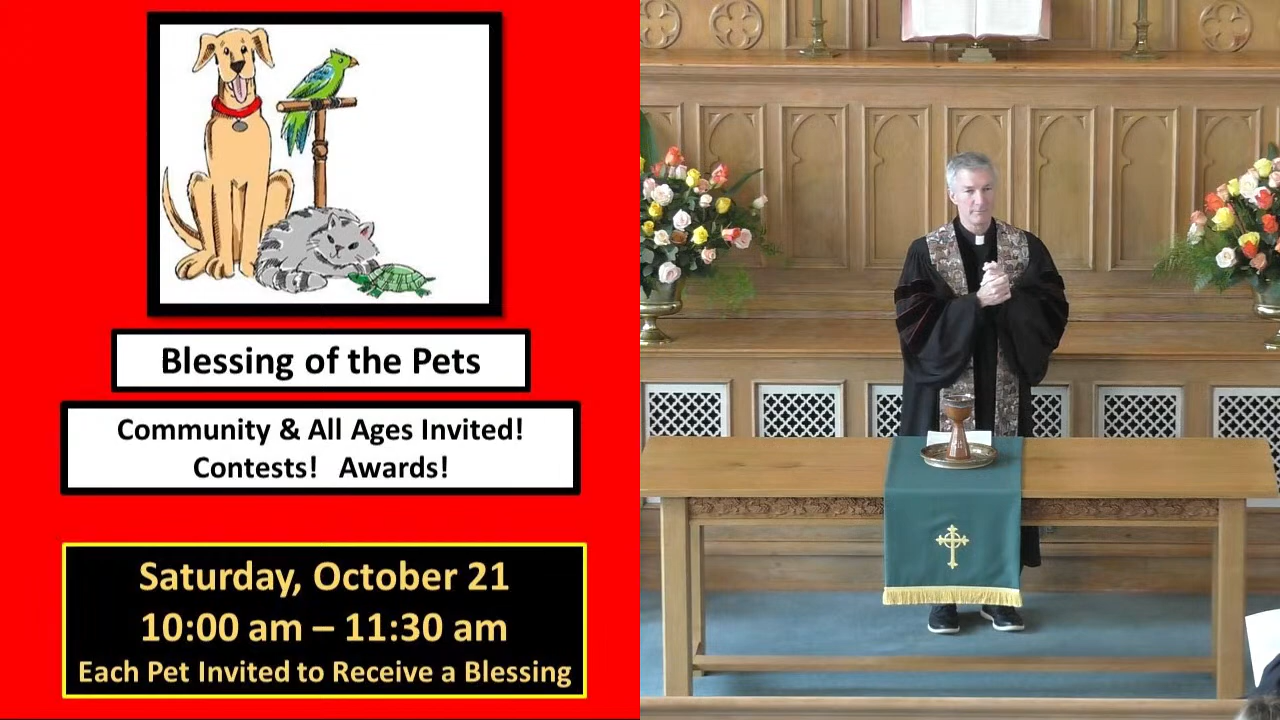 Blessing of the Pets
Community & All Ages Invited!
Contests!   Awards!
Saturday, October 21
10:00 am – 11:30 am
Each Pet Invited to Receive a Blessing